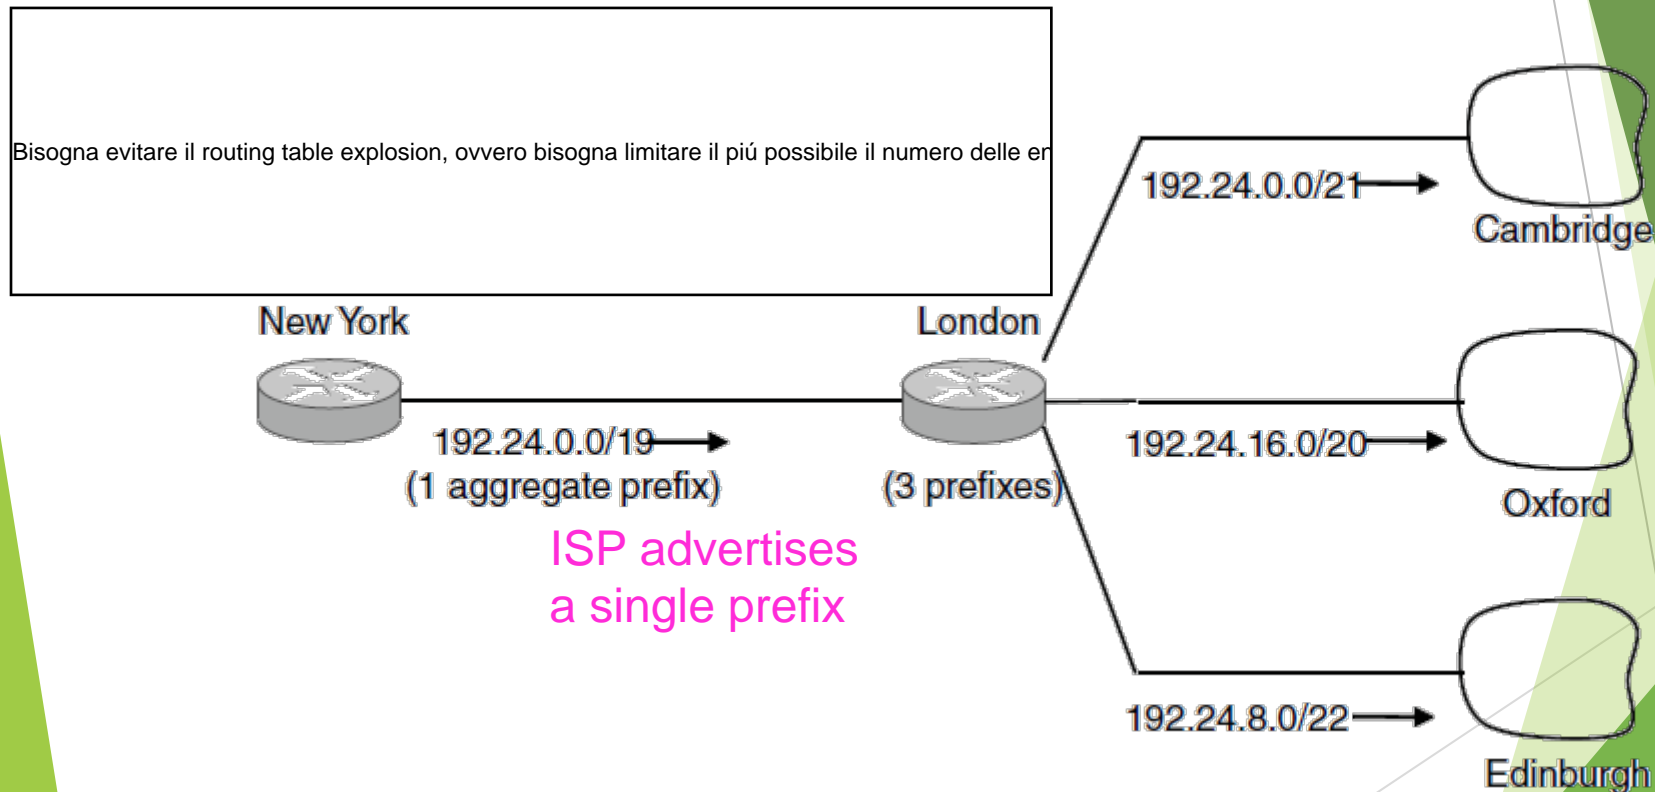 Bisogna evitare il routing table explosion, ovvero bisogna limitare il piú possibile il numero delle
192.24.0.0/21
Cambridge
New York
London
192.24.0.0/19
(1 aggregate prefix)
(3 prefixes)
192.24.16.0/20
Oxford
ISP advertises
a single prefix
192.24.8.0/22
Edinburgh